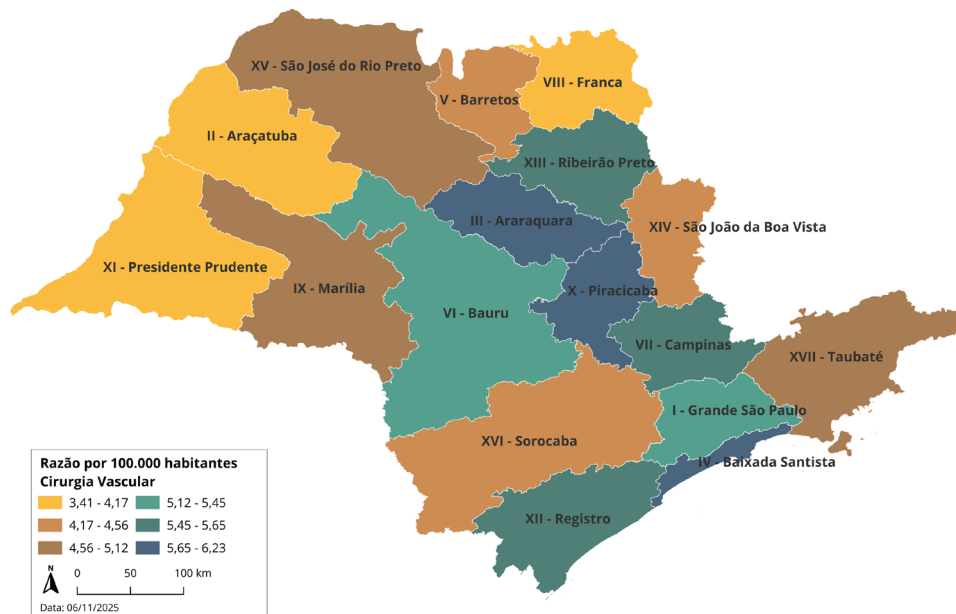 XV - São José do Rio Preto
VIII - Franca
V - Barretos
II - Araçatuba
XIII - Ribeirão Preto
III - Araraquara
XIV - São João da Boa Vista
XI - Presidente Prudente
IX - Marília
X - Piracicaba
VI - Bauru
VII - Campinas
XVII - Taubaté
I - Grande São Paulo
XVI - Sorocaba
IV - Baixada Santista
XII - Registro
Razão por 100.000 habitantes
Cirurgia Vascular
3,41 - 4,17 5,12 - 5,45
4,17 - 4,56 5,45 - 5,65
4,56 - 5,12 5,65 - 6,23
N
0 50 100 km
Data: 06/11/2025